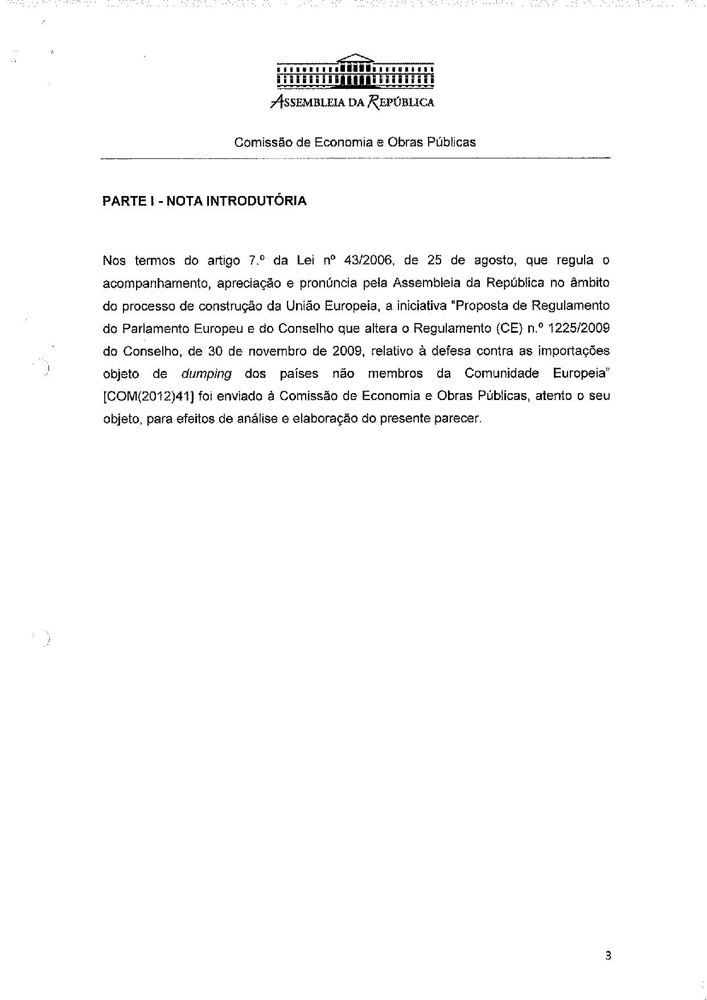 ASSEMBLEIA DA REPÚBLICA
Comissão de Economia e Obras Públicas
PARTE I - NOTA INTRODUTÓRIA
Nos termos do artigo 7.º da Lei nº 43/2006, de 25 de agosto, que regula o
acompanhamento, apreciação e pronúncia pela Assembleia da República no âmbito
do processo de construção da União Europeia, a iniciativa “Proposta de Regulamento
do Parlamento Europeu e do Conselho que altera o Regulamento (CE) n.º 1225/2009
do Conselho, de 30 de novembro de 2009, relativo à defesa contra as importações
objeto de dumping dos países não membros da Comunidade Europeia”
[COM(2012)41] foi enviado à Comissão de Economia e Obras Públicas, atento o seu
objeto, para efeitos de análise e elaboração do presente parecer.
3